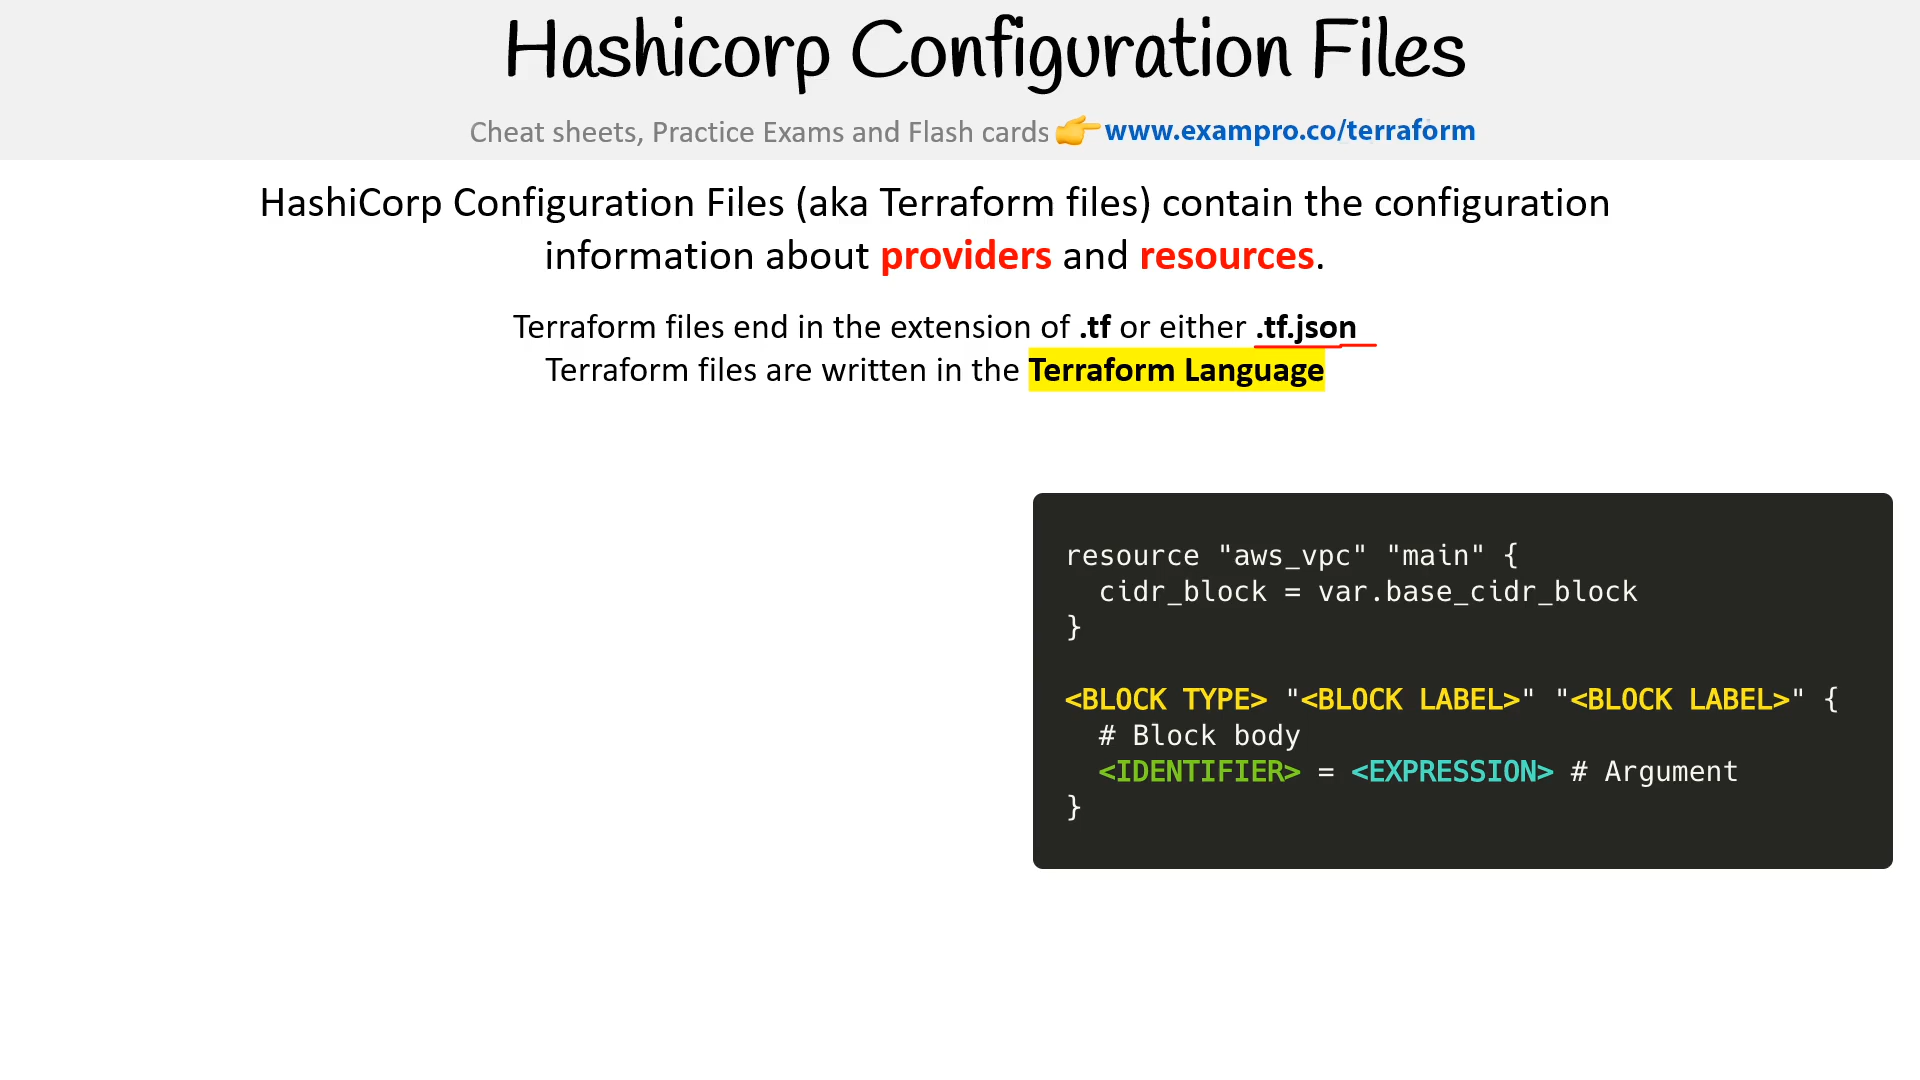 Hashicorp Configuration Files
Cheat sheets, Practice Exams and Flash cards 👉 www.exampro.co/terraform
HashiCorp Configuration Files (aka Terraform files) contain the configuration
information about providers and resources.
Terraform files end in the extension of .tf or either .tf.json
Terraform files are written in the Terraform Language
resource "aws_vpc" "main" {
  cidr_block = var.base_cidr_block
}
<BLOCK TYPE> "<BLOCK LABEL>" "<BLOCK LABEL>" {
  # Block body
  <IDENTIFIER> = <EXPRESSION> # Argument
}